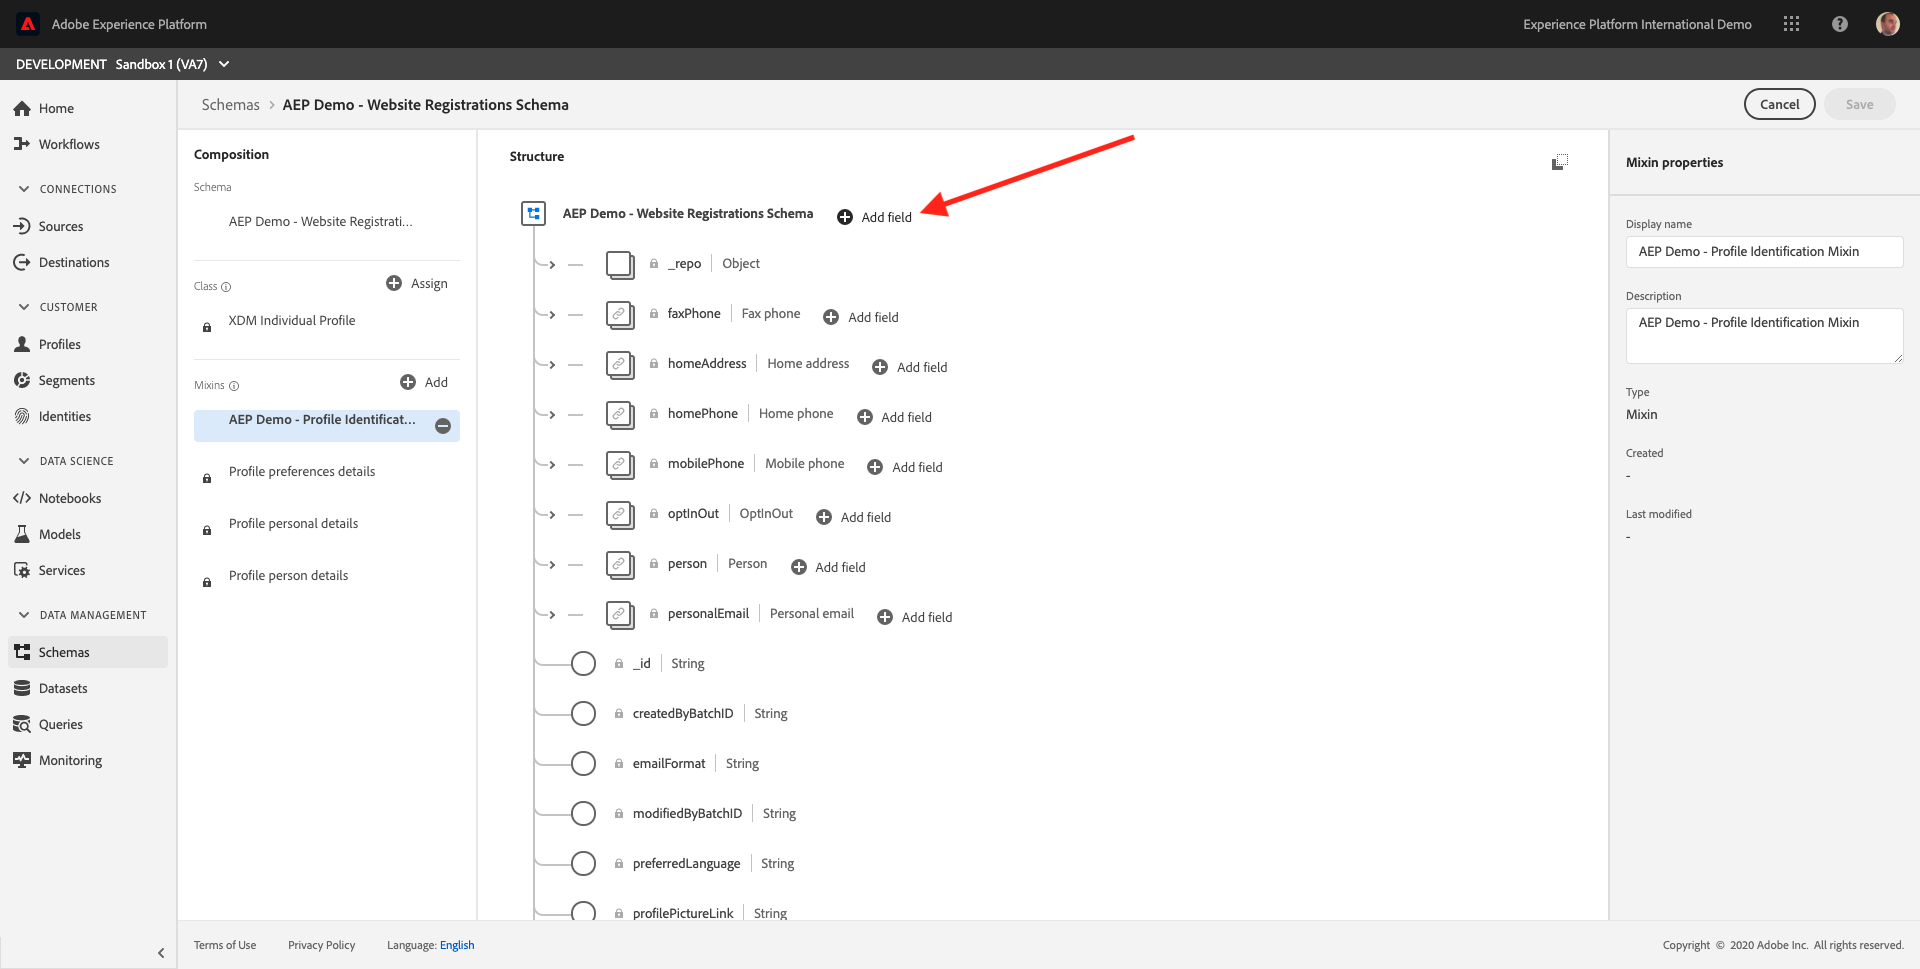 Adobe Experience Platform
Experience Platform International Demo
DEVELOPMENT Sandbox 1 (VA7)
Home
Workflows
CONNECTIONS
Sources
Destinations
CUSTOMER
Profiles
Segments
Identities
DATA SCIENCE
Notebooks
Models
Services
DATA MANAGEMENT
Schemas
Datasets
Queries
Monitoring
Schemas > AEP Demo - Website Registrations Schema
Cancel
Save
Composition
Schema
AEP Demo - Website Registrati...
Class
Assign
XDM Individual Profile
Mixins
Add
AEP Demo - Profile Identificat...
Profile preferences details
Profile personal details
Profile person details
Structure
AEP Demo - Website Registrations Schema Add field
_repo Object
faxPhone Fax phone Add field
homeAddress Home address Add field
homePhone Home phone Add field
mobilePhone Mobile phone Add field
optInOut OptInOut Add field
person Person Add field
personalEmail Personal email Add field
_id String
createdByBatchID String
emailFormat String
modifiedByBatchID String
preferredLanguage String
profilePictureLink String
Mixin properties
Display name
AEP Demo - Profile Identification Mixin
Description
AEP Demo - Profile Identification Mixin
Type
Mixin
Created
-
Last modified
-
Terms of Use Privacy Policy Language: English
Copyright © 2020 Adobe Inc. All rights reserved.